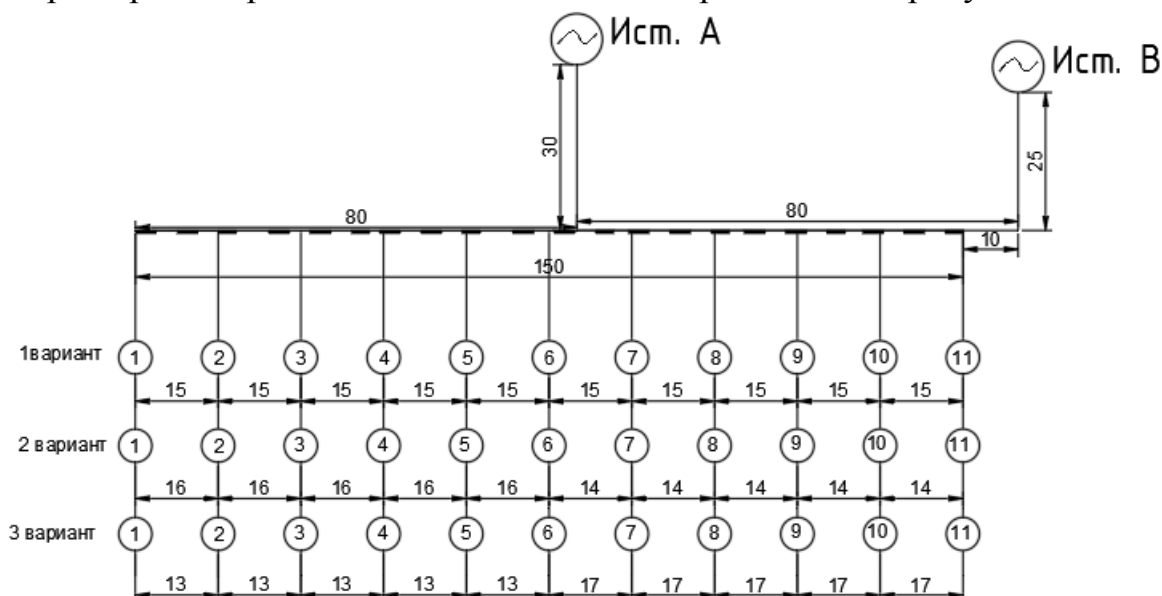 Ист. А
Ист. В
30
25
80
80
10
150
1вариант 1 2 3 4 5 6 7 8 9 10 11
15 15 15 15 15 15 15 15 15 15
2 вариант 1 2 3 4 5 6 7 8 9 10 11
16 16 16 16 16 14 14 14 14 14
3 вариант 1 2 3 4 5 6 7 8 9 10 11
13 13 13 13 13 17 17 17 17 17